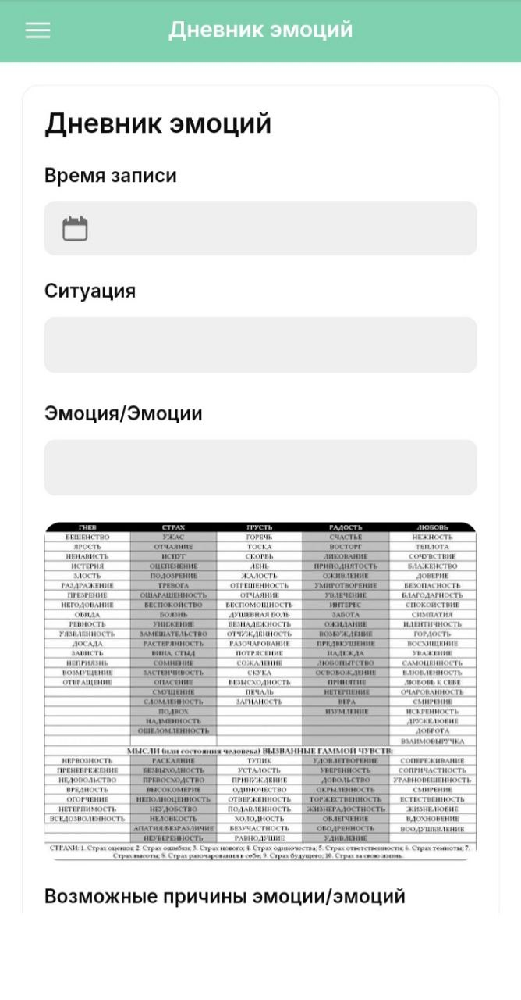 Дневник эмоций
Дневник эмоций
Время записи
Ситуация
Эмоция/Эмоции
ГНЕВ СТРАХ ГРУСТЬ РАДОСТЬ ЛЮБОВЬ
БЕШЕНСТВО УЖАС ГОРЕЧЬ СЧАСТЬЕ НЕЖНОСТЬ
ЯРОСТЬ ОТЧАЯНИЕ ТОСКА ВОСТОРГ ТЕПЛОТА
НЕНАВИСТЬ ИСПУГ СКОРБЬ ЛИКОВАНИЕ СОЧУВСТВИЕ
ИСТЕРИЯ ОЦЕПЕНЕНИЕ ЛЕНЬ ПРИПОДНЯТОСТЬ БЛАЖЕНСТВО
ЗЛОСТЬ ПОДОЗРЕНИЕ ЖАЛОСТЬ ОЖИВЛЕНИЕ ДОВЕРИЕ
РАЗДРАЖЕНИЕ ТРЕВОГА ОТРЕШЕННОСТЬ УМИРОТВОРЕНИЕ БЕЗОПАСНОСТЬ
ПРЕЗРЕНИЕ ОШАРАШЕННОСТЬ ОТЧАЯНИЕ УВЛЕЧЕНИЕ БЛАГОДАРНОСТЬ
НЕГОДОВАНИЕ БЕСПОКОЙСТВО БЕСПОМОЩНОСТЬ ИНТЕРЕС СПОКОЙСТВИЕ
ОБИДА БОЯЗНЬ ДУШЕВНАЯ БОЛЬ ЗАБОТА СИМПАТИЯ
РЕВНОСТЬ УНИЖЕНИЕ БЕЗНАДЕЖНОСТЬ ОЖИДАНИЕ ИДЕНТИЧНОСТЬ
УЯЗВЛЕННОСТЬ ЗАМЕШАТЕЛЬСТВО ОТЧУЖДЕННОСТЬ ВОЗБУЖДЕНИЕ ГОРДОСТЬ
ДОСАДА РАСТЕРЯННОСТЬ РАЗОЧАРОВАНИЕ ПРЕДВКУШЕНИЕ ВОСХИЩЕНИЕ
ЗАВИСТЬ ВИНА, СТЫД ПОТРЯСЕНИЕ НАДЕЖДА УВАЖЕНИЕ
НЕПРИЯЗНЬ СОМНЕНИЕ СОЖАЛЕНИЕ ЛЮБОПЫТСТВО САМОЦЕННОСТЬ
ВОЗМУЩЕНИЕ ЗАСТЕНЧИВОСТЬ СКУКА ОСВОБОЖДЕНИЕ ВЛЮБЛЕННОСТЬ
ОТВРАЩЕНИЕ ОПАСЕНИЕ БЕЗЫСХОДНОСТЬ ПРИНЯТИЕ ЛЮБОВЬ К СЕБЕ
СМУЩЕНИЕ ПЕЧАЛЬ НЕТЕРПЕНИЕ ОЧАРОВАННОСТЬ
СЛОМЛЕННОСТЬ ЗАГНАНОСТЬ ВЕРА СМИРЕНИЕ
ПОДВОХ ИЗУМЛЕНИЕ ИСКРЕННОСТЬ
НАДМЕННОСТЬ ДРУЖЕЛЮБИЕ
ОШЕЛОМЛЕННОСТЬ ДОБРОТА
ВЗАИМОВЫРУЧКА
МЫСЛИ (или состояния человека) ВЫЗВАННЫЕ ГАММОЙ ЧУВСТВ:
НЕРВОЗНОСТЬ РАСКАЯНИЕ ТУПИК УДОВЛЕТВОРЕНИЕ СОПЕРЕЖИВАНИЕ
ПРЕНЕБРЕЖЕНИЕ БЕЗВЫХОДНОСТЬ УСТАЛОСТЬ УВЕРЕННОСТЬ СОПРИЧАСТНОСТЬ
НЕДОВОЛЬСТВО ПРЕВОСХОДСТВО ПРИНУЖДЕНИЕ ДОВОЛЬСТВО УРАВНОВЕШЕННОСТЬ
ВРЕДНОСТЬ ВЫСОКОМЕРИЕ ОДИНОЧЕСТВО ОКРЫЛЕННОСТЬ СМИРЕНИЕ
ОГОРЧЕНИЕ НЕПОЛНОЦЕННОСТЬ ОТВЕРЖЕННОСТЬ ТОРЖЕСТВЕННОСТЬ ЕСТЕСТВЕННОСТЬ
НЕТЕРПИМОСТЬ НЕУДОБСТВО ПОДАВЛЕННОСТЬ ЖИЗНЕРАДОСТНОСТЬ ЖИЗНЕЛЮБИЕ
ВСЕДОЗВОЛЕННОСТЬ НЕЛОВКОСТЬ ХОЛОДНОСТЬ ОБЛЕГЧЕНИЕ ВДОХНОВЕНИЕ
АПАТИЯ/БЕЗРАЗЛИЧИЕ БЕЗУЧАСТНОСТЬ ОБОДРЕННОСТЬ ВООДУШЕВЛЕНИЕ
НЕУВЕРЕННОСТЬ РАВНОДУШИЕ УДИВЛЕНИЕ
СТРАХИ: 1. Страх оценки; 2. Страх ошибки; 3. Страх нового; 4. Страх одиночества; 5. Страх ответственности; 6. Страх темноты; 7.
Страх высоты; 8. Страх разочарования в себе; 9. Страх будущего; 10. Страх за свою жизнь.
Возможные причины эмоции/эмоций